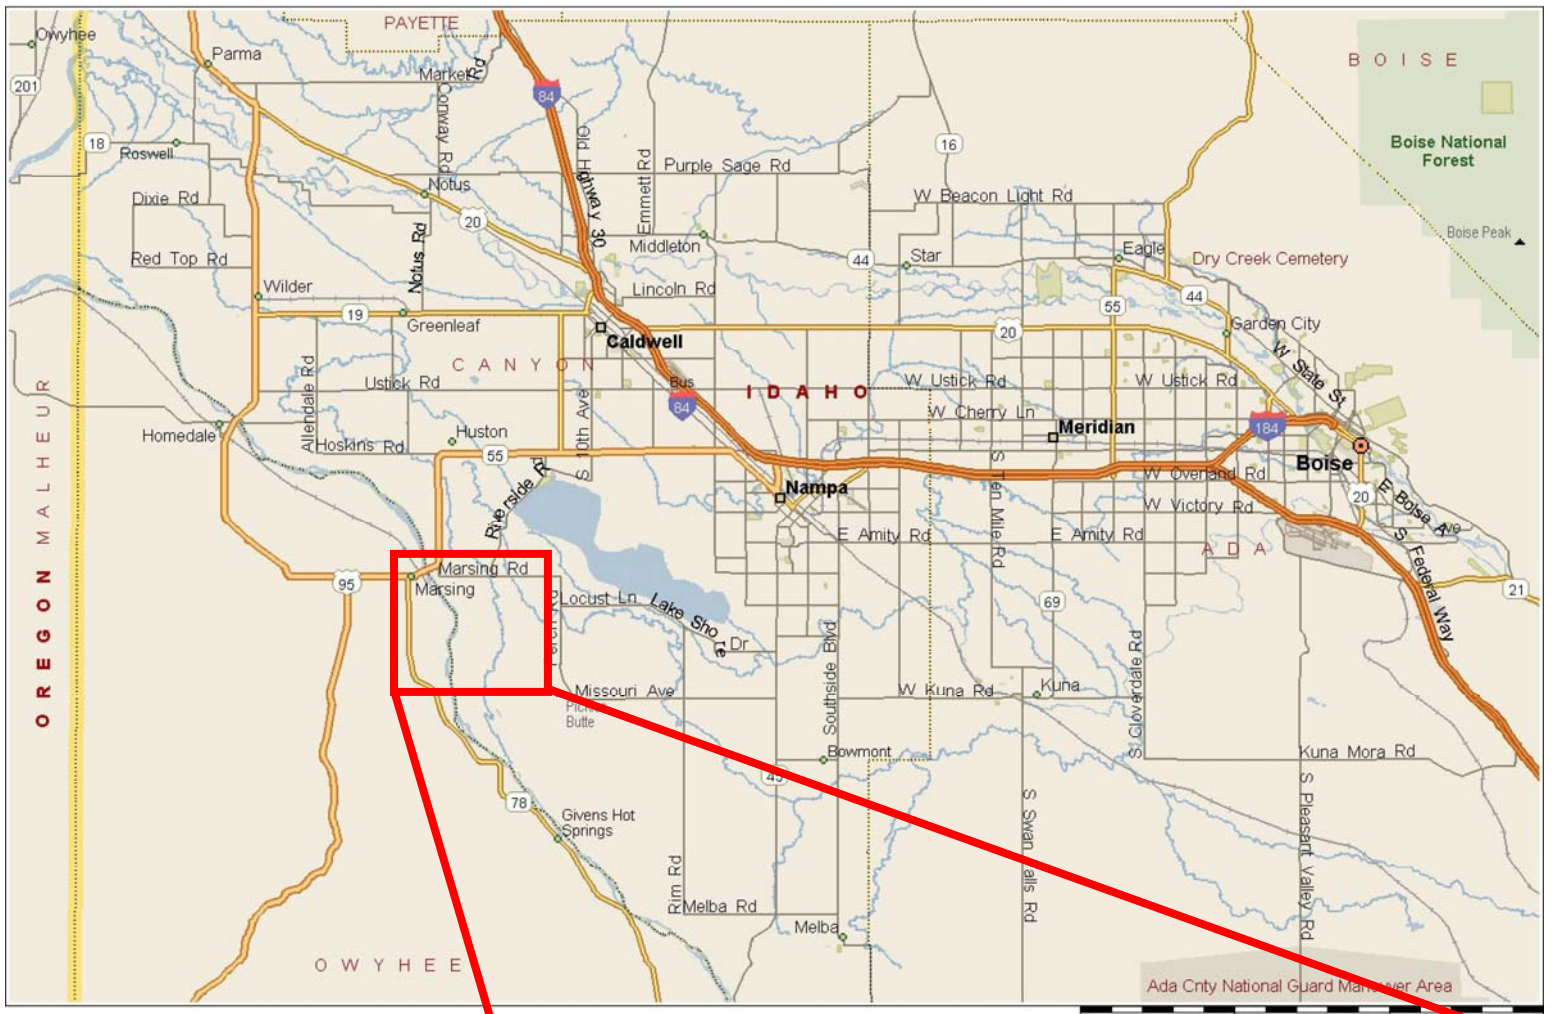 PAYETTE
Owyhee
Parma
BOISE
Market Rd
201
84
Conway Rd
Old Highway 30
18
Roswell
16
Boise National
Forest
Emmett Rd
Purple Sage Rd
Notus
Dixie Rd
W Beacon Light Rd
20
Notus Rd
Middleton
Boise Peak
Eagle
Red Top Rd
44
Star
Dry Creek Cemetery
Wilder
Lincoln Rd
44
55
19
Greenleaf
20
Garden City
Caldwell
CANYON
Allendale Rd
W State St
Ustick Rd
Bus
84
IDAHO
W Ustick Rd
W Ustick Rd
S 10th Ave
W Cherry Ln
OREGON
MALHEUR
Homedale
Hoskins Rd
Huston
Meridian
184
55
Boise
Riverside Rd
S Ten Mile Rd
W Overland Rd
Nampa
20
W Victory Rd
E Boise Ave
E Amity Rd
E Amity Rd
ADA
S Federal Way
Marsing Rd
95
Marsing
21
Locust Ln
Lake Shore Dr
69
Southside Blvd
S Cloverdale Rd
Missouri Ave
W Kuna Rd
Kuna
Butte
Bowmont
Kuna Mora Rd
45
78
Givens Hot
Springs
S Swan Falls Rd
S Pleasant Valley Rd
Rim Rd
Melba Rd
Melba
OWYHEE
Ada Cnty National Guard Maneuver Area